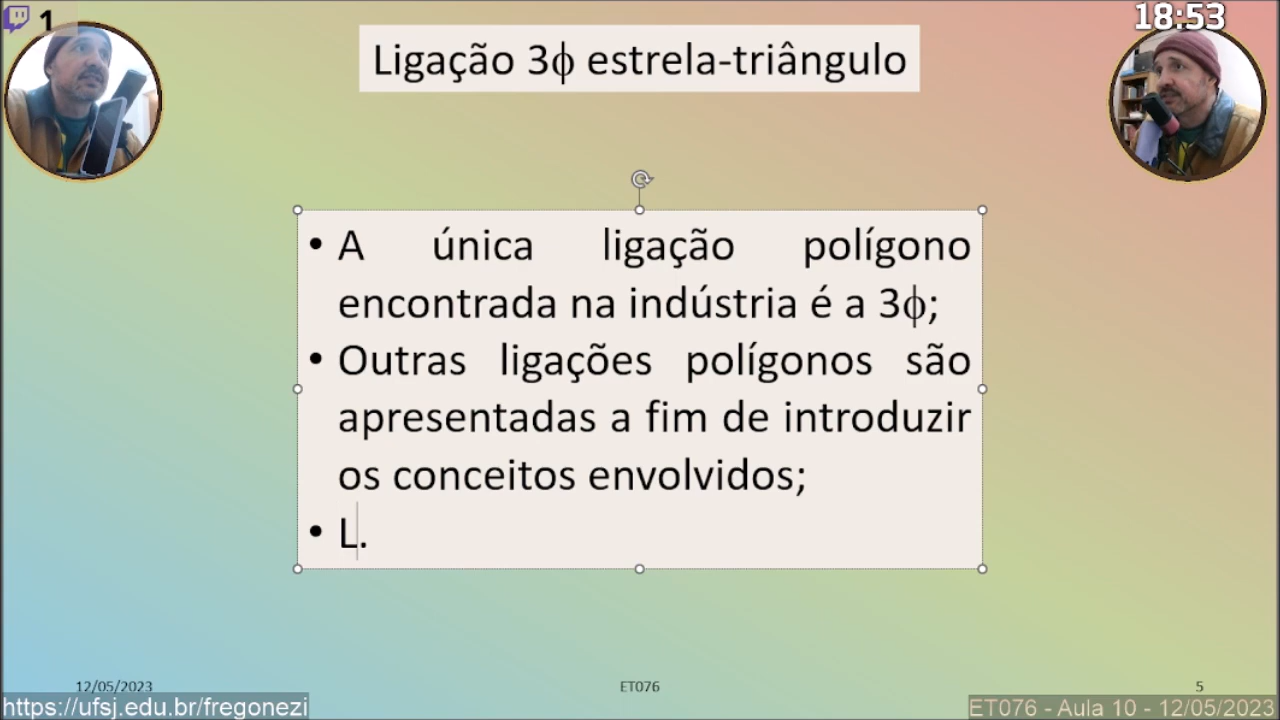 1
18:53
Ligação 3ϕ estrela-triângulo
• A única ligação polígono
encontrada na indústria é a 3ϕ;
• Outras ligações polígonos são
apresentadas a fim de introduzir
os conceitos envolvidos;
• L.
12/05/2023
ET076
5
https://ufsj.edu.br/fregonezi
ET076 - Aula 10 - 12/05/2023